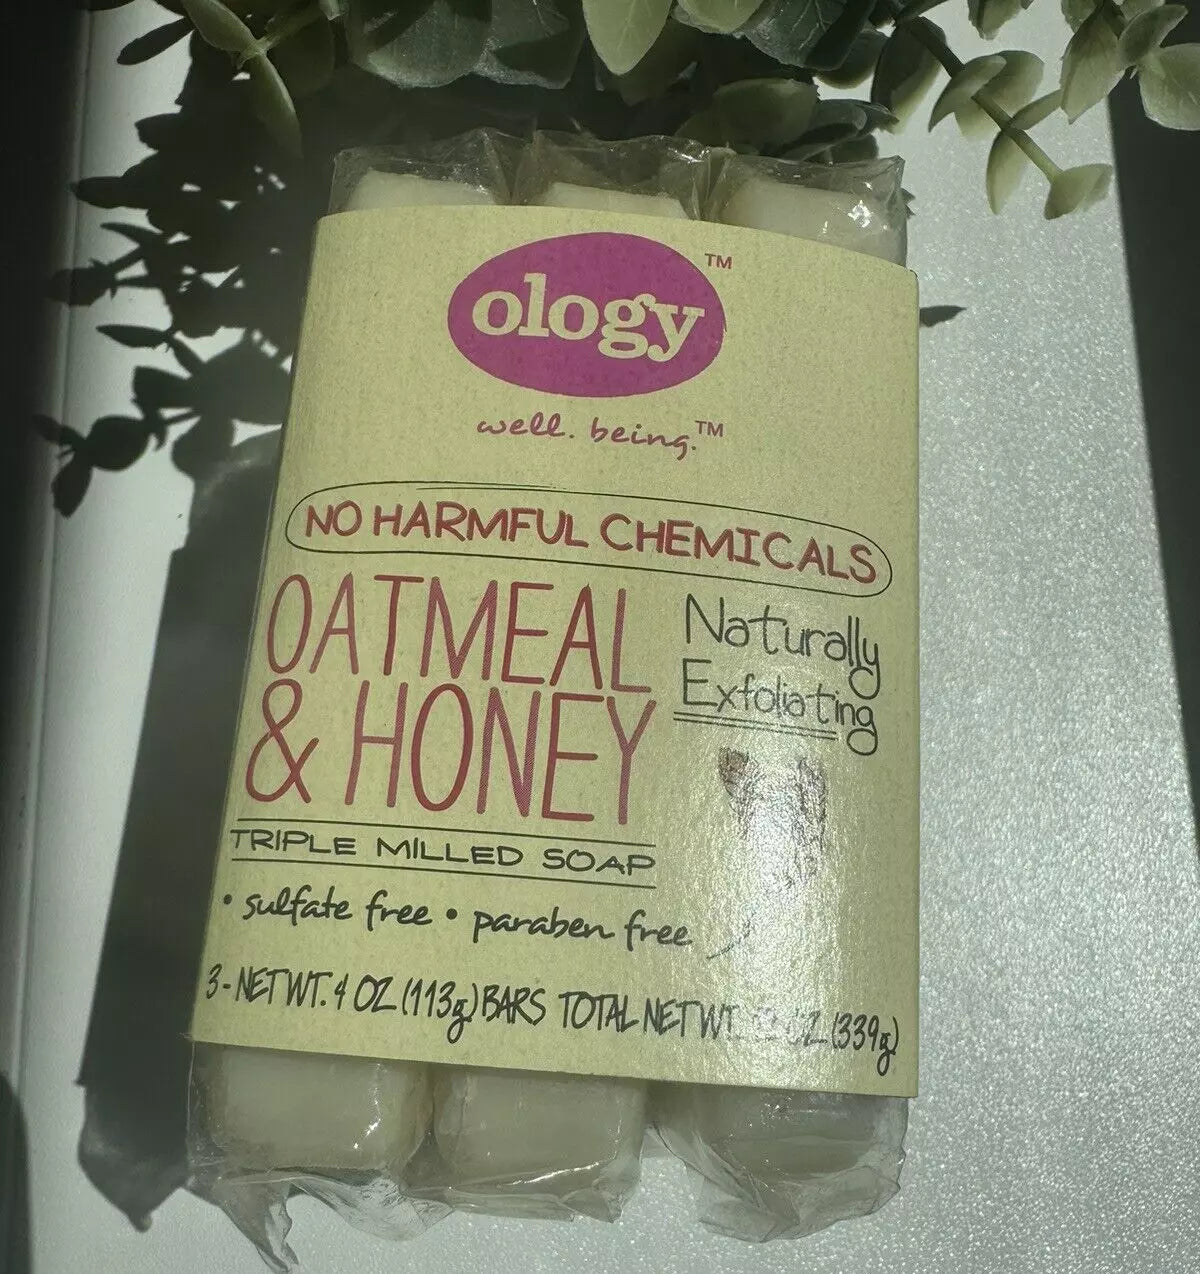 ology™
well. being.™
NO HARMFUL CHEMICALS
OATMEAL
& HONEY
Naturally
Exfoliating
TRIPLE MILLED SOAP
• sulfate free • paraben free
3-NET WT. 4 OZ (113g) BARS TOTAL NET WT. OZ (339g)